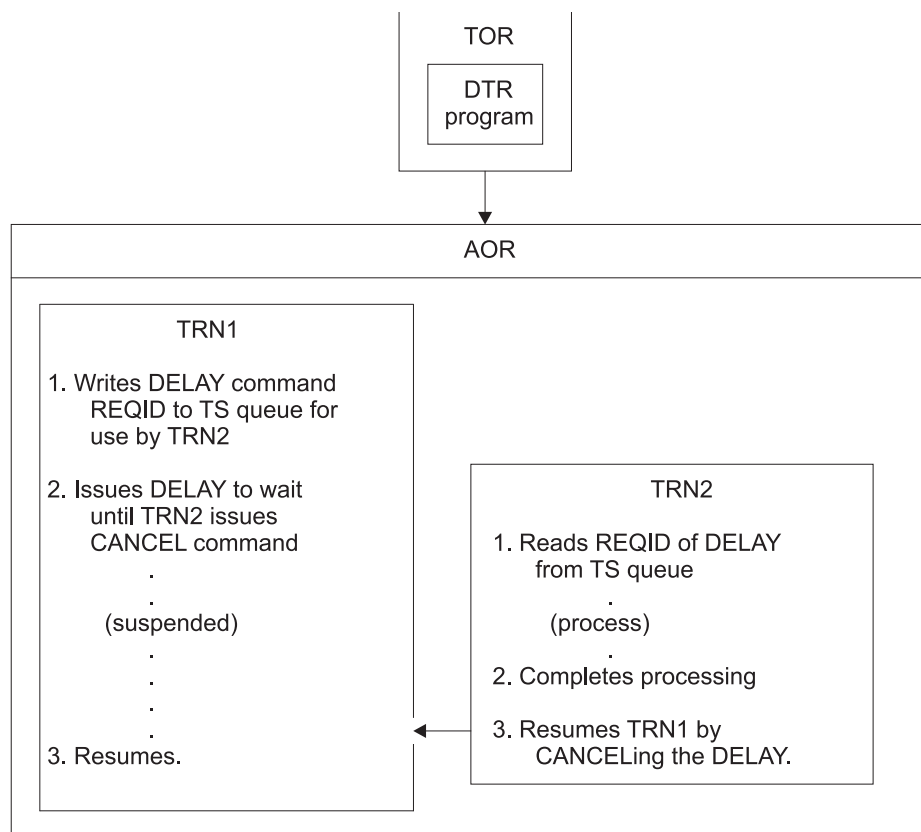 TOR
DTR
program
AOR
TRN1
1. Writes DELAY command
REQID to TS queue for
use by TRN2
2. Issues DELAY to wait
until TRN2 issues
CANCEL command
.
.
(suspended)
.
.
.
.
3. Resumes.
TRN2
1. Reads REQID of DELAY
from TS queue
.
(process)
.
2. Completes processing
3. Resumes TRN1 by
CANCELing the DELAY.